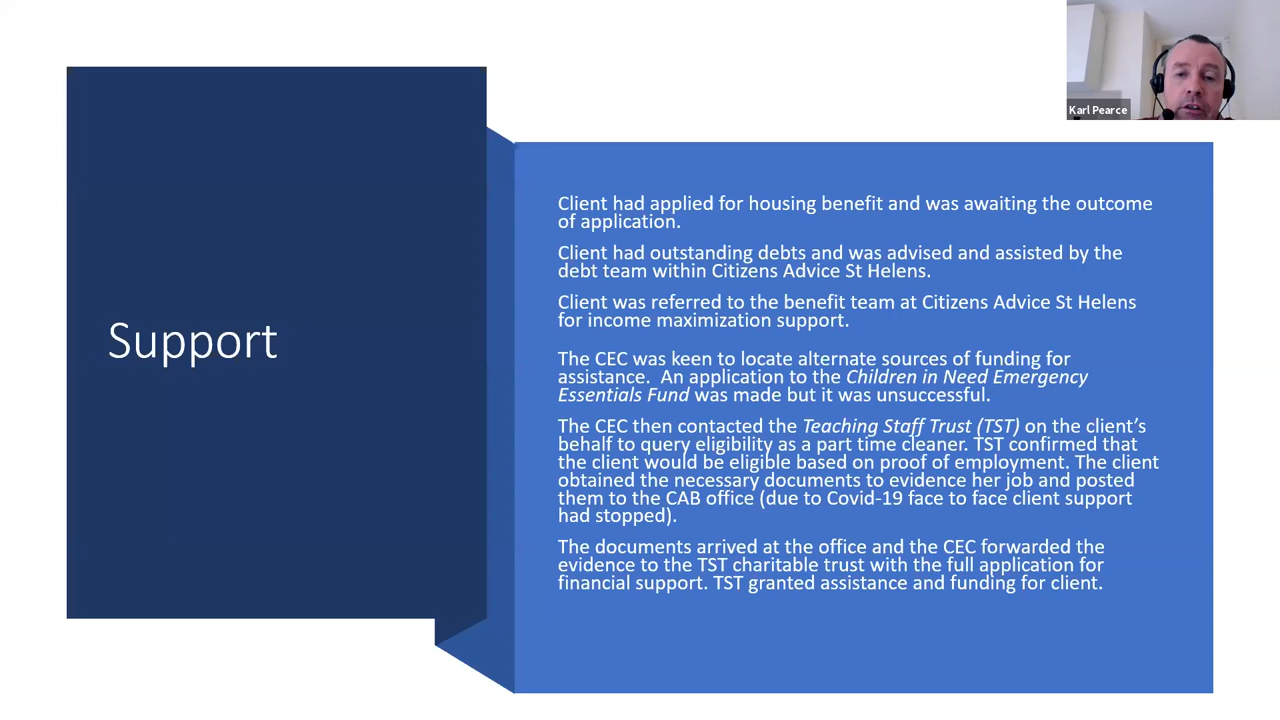 Karl Pearce
Support
Client had applied for housing benefit and was awaiting the outcome
of application.
Client had outstanding debts and was advised and assisted by the
debt team within Citizens Advice St Helens.
Client was referred to the benefit team at Citizens Advice St Helens
for income maximization support.
The CEC was keen to locate alternate sources of funding for
assistance.  An application to the Children in Need Emergency
Essentials Fund was made but it was unsuccessful.
The CEC then contacted the Teaching Staff Trust (TST) on the client’s
behalf to query eligibility as a part time cleaner. TST confirmed that
the client would be eligible based on proof of employment. The client
obtained the necessary documents to evidence her job and posted
them to the CAB office (due to Covid-19 face to face client support
had stopped).
The documents arrived at the office and the CEC forwarded the
evidence to the TST charitable trust with the full application for
financial support. TST granted assistance and funding for client.